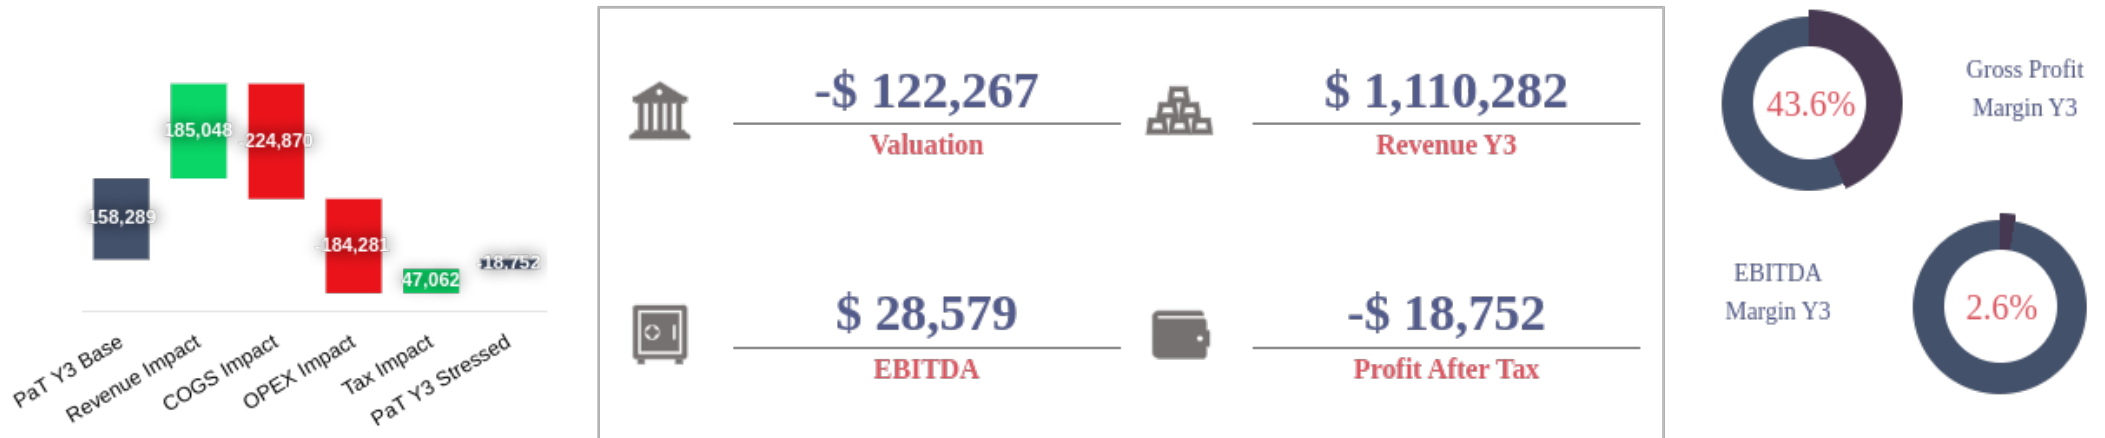 158,289
185,048
-224,870
-184,281
47,062
-18,752
PaT Y3 Base
Revenue Impact
COGS Impact
OPEX Impact
Tax Impact
PaT Y3 Stressed
-$ 122,267
Valuation
$ 1,110,282
Revenue Y3
$ 28,579
EBITDA
-$ 18,752
Profit After Tax
43.6%
Gross Profit
Margin Y3
EBITDA
Margin Y3
2.6%